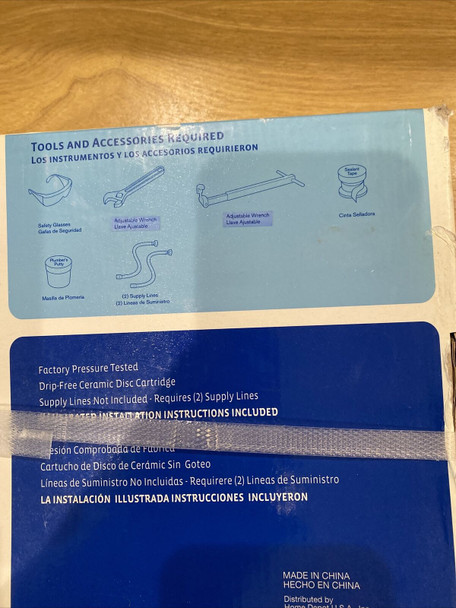 TOOLS AND ACCESSORIES REQUIRED
LOS INSTRUMENTOS Y LOS ACCESORIOS REQUIRIERON
Safety Glasses
Gafas de Seguridad
Adjustable Wrench
Llave Ajustable
Adjustable Wrench
Llave Ajustable
Sealant
Tape
Cinta Selladora
Plumber's
Putty
Masilla de Plomería
(2) Supply Lines
(2) Líneas de Suministro
Factory Pressure Tested
Drip-Free Ceramic Disc Cartridge
Supply Lines Not Included - Requires (2) Supply Lines
INSTALLATION INSTRUCTIONS INCLUDED
Comprobada de Fábrica
Cartucho de Disco de Cerámic Sin Goteo
Líneas de Suministro No Incluidas - Requirere (2) Líneas de Suministro
LA INSTALACIÓN ILLUSTRADA INSTRUCCIONES INCLUYERON
MADE IN CHINA
HECHO EN CHINA
Distributed by
Home Depot U.S.A., Inc.